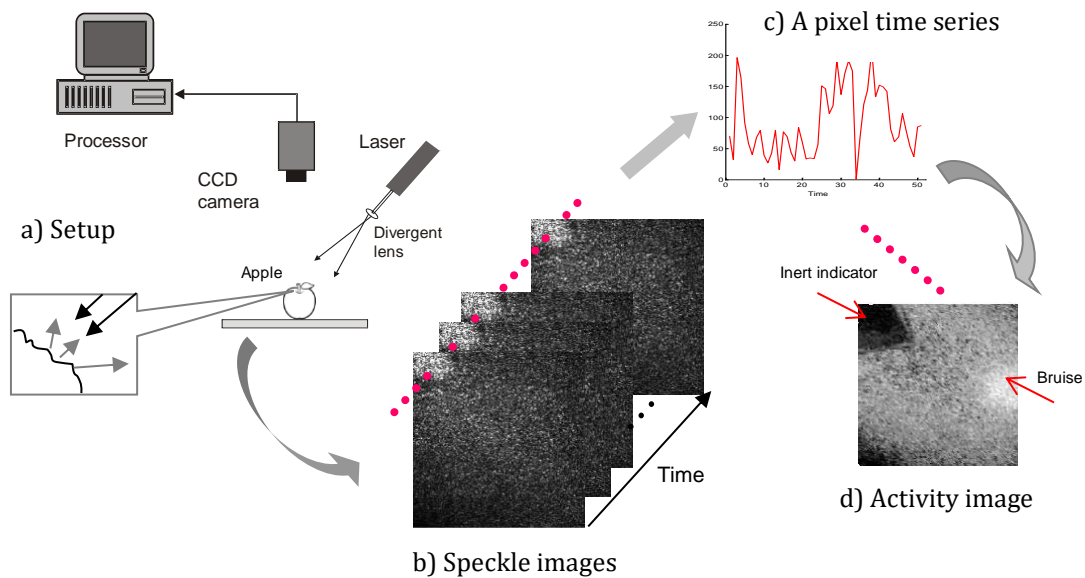 c) A pixel time series
250
200
150
100
50
0
0 10 20 30 40 50
Time
Processor
CCD
camera
Laser
Divergent
lens
a) Setup
Apple
Inert indicator
Bruise
Time
d) Activity image
b) Speckle images